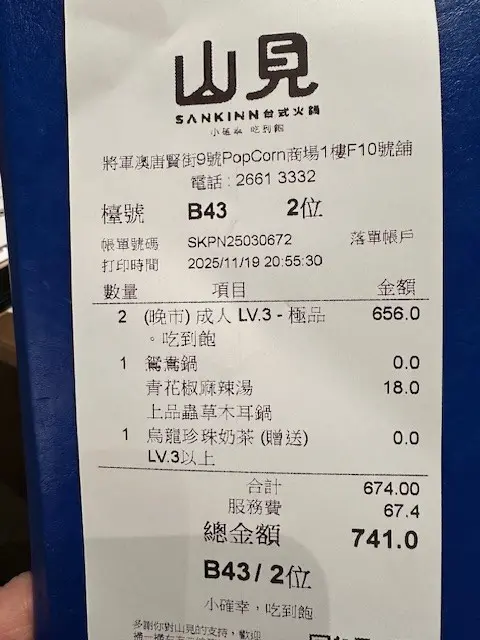 山見
SANKINN 台式火鍋
小確幸 吃到飽
將軍澳唐賢街9號PopCorn商場1樓F10號舖
電話 : 2661 3332
檯號 B43 2位
帳單號碼 SKPN25030672 落單帳戶
打印時間 2025/11/19 20:55:30
數量 項目 金額
2 (晚市) 成人 LV.3 - 極品 656.0
。吃到飽
1 鴛鴦鍋 0.0
青花椒麻辣湯 18.0
上品蟲草木耳鍋
1 烏龍珍珠奶茶 (贈送) 0.0
LV.3以上
合計 674.00
服務費 67.4
總金額 741.0
B43 / 2位
小確幸，吃到飽
多謝你對山見的支持，歡迎